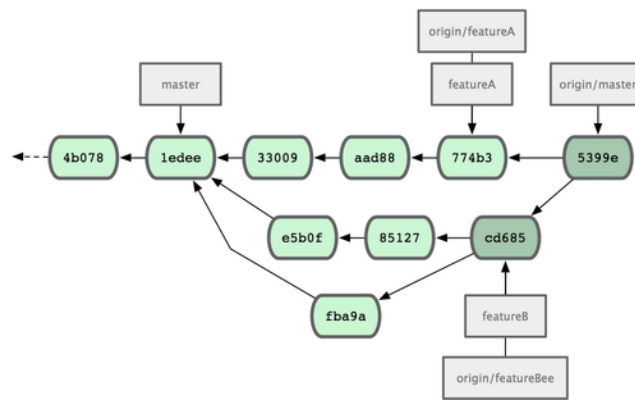 origin/featureA
master
featureA
origin/master
4b078
1edee
33009
aad88
774b3
5399e
e5b0f
85127
cd685
fba9a
featureB
origin/featureBee